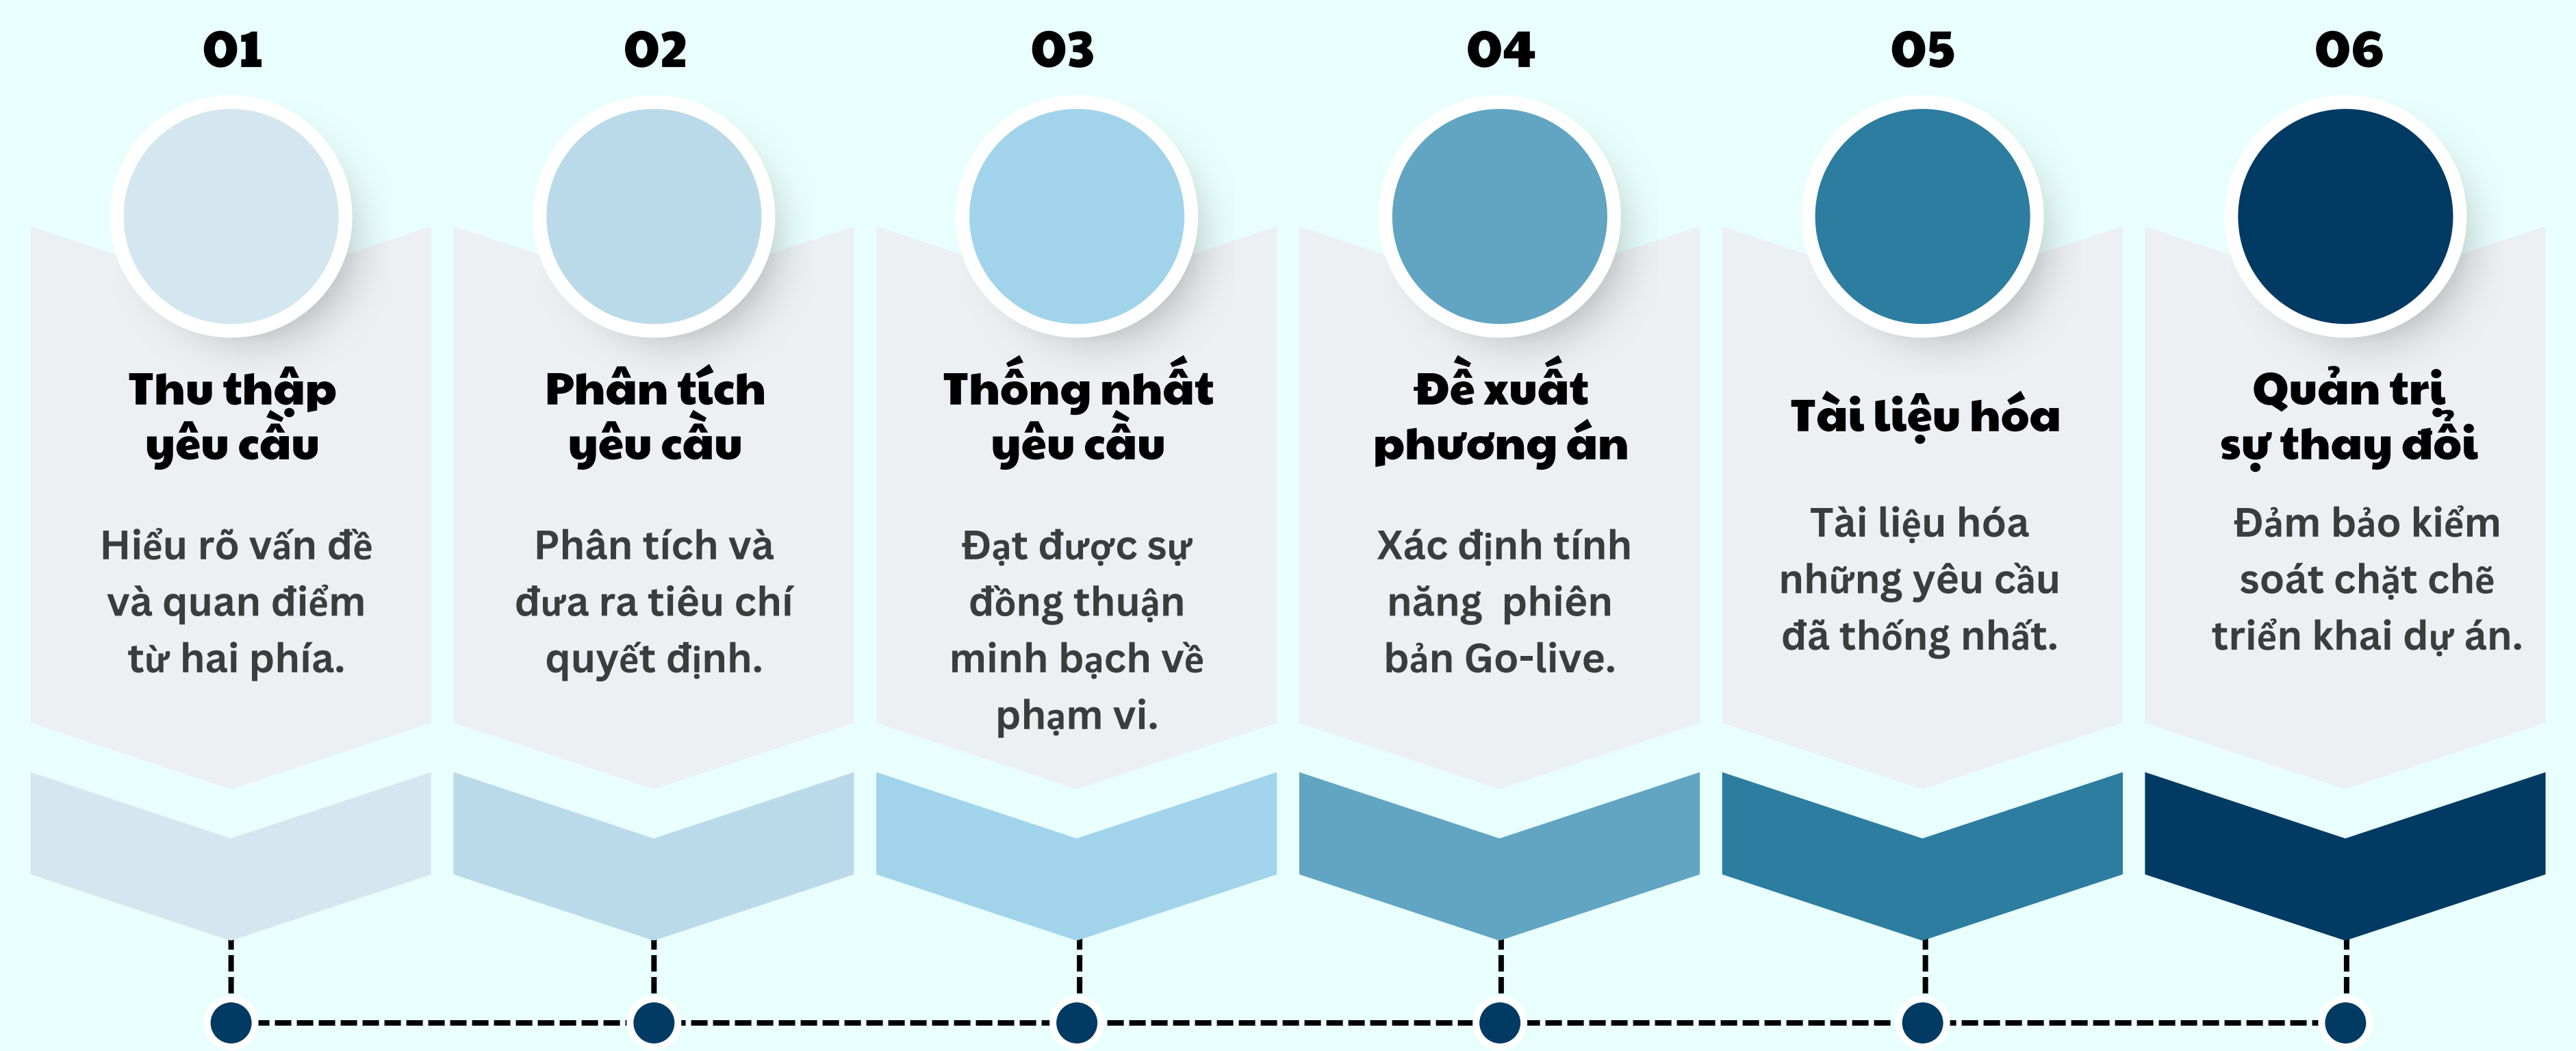 01
Thu thập
yêu cầu
Hiểu rõ vấn đề
và quan điểm
từ hai phía.
02
Phân tích
yêu cầu
Phân tích và
đưa ra tiêu chí
quyết định.
03
Thống nhất
yêu cầu
Đạt được sự
đồng thuận
minh bạch về
phạm vi.
04
Đề xuất
phương án
Xác định tính
năng  phiên
bản Go-live.
05
Tài liệu hóa
Tài liệu hóa
những yêu cầu
đã thống nhất.
06
Quản trị
sự thay đổi
Đảm bảo kiểm
soát chặt chẽ
triển khai dự án.